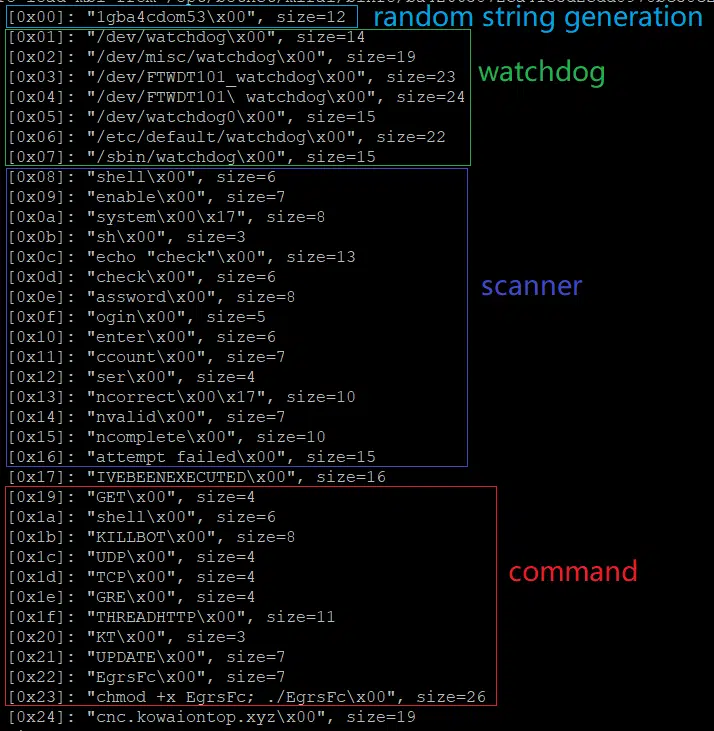 [0x00]: "1gba4cdom53\x00", size=12 random string generation
[0x01]: "/dev/watchdog\x00", size=14
[0x02]: "/dev/misc/watchdog\x00", size=19
[0x03]: "/dev/FTWDT101_watchdog\x00", size=23
[0x04]: "/dev/FTWDT101\ watchdog\x00", size=24
watchdog
[0x05]: "/dev/watchdog0\x00", size=15
[0x06]: "/etc/default/watchdog\x00", size=22
[0x07]: "/sbin/watchdog\x00", size=15
[0x08]: "shell\x00", size=6
[0x09]: "enable\x00", size=7
[0x0a]: "system\x00\x17", size=8
[0x0b]: "sh\x00", size=3
[0x0c]: "echo "check"\x00", size=13
[0x0d]: "check\x00", size=6
scanner
[0x0e]: "assword\x00", size=8
[0x0f]: "ogin\x00", size=5
[0x10]: "enter\x00", size=6
[0x11]: "ccount\x00", size=7
[0x12]: "ser\x00", size=4
[0x13]: "ncorrect\x00\x17", size=10
[0x14]: "nvalid\x00", size=7
[0x15]: "ncomplete\x00", size=10
[0x16]: "attempt failed\x00", size=15
[0x17]: "IVEBEENEXECUTED\x00", size=16
[0x19]: "GET\x00", size=4
[0x1a]: "shell\x00", size=6
[0x1b]: "KILLBOT\x00", size=8
[0x1c]: "UDP\x00", size=4
[0x1d]: "TCP\x00", size=4
command
[0x1e]: "GRE\x00", size=4
[0x1f]: "THREADHTTP\x00", size=11
[0x20]: "KT\x00", size=3
[0x21]: "UPDATE\x00", size=7
[0x22]: "EgrsFc\x00", size=7
[0x23]: "chmod +x EgrsFc; ./EgrsFc\x00", size=26
[0x24]: "cnc.kowaiontop.xyz\x00", size=19